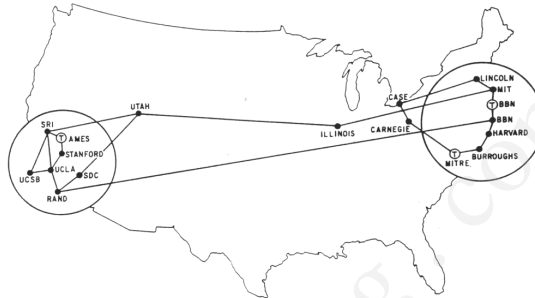 LINCOLN
CASE
MIT
T BBN
UTAH
BBN
SRI
T AMES
ILLINOIS
CARNEGIE
HARVARD
STANFORD
T
BURROUGHS
MITRE
UCSB
UCLA
SDC
RAND